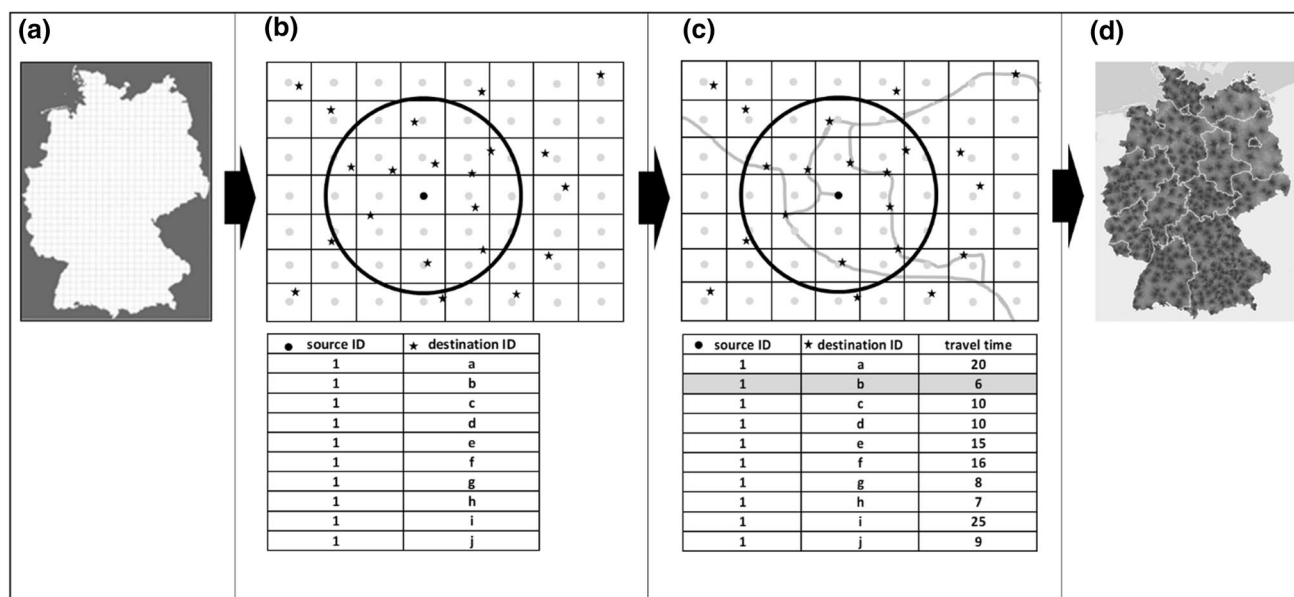 (a)
(b)
(c)
(d)
source ID destination ID
1 a
1 b
1 c
1 d
1 e
1 f
1 g
1 h
1 i
1 j
source ID destination ID travel time
1 a 20
1 b 6
1 c 10
1 d 10
1 e 15
1 f 16
1 g 8
1 h 7
1 i 25
1 j 9